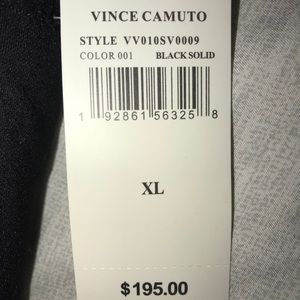 VINCE CAMUTO
STYLE VV010SV0009
COLOR 001 BLACK SOLID
1 92861 56325 8
XL
$195.00